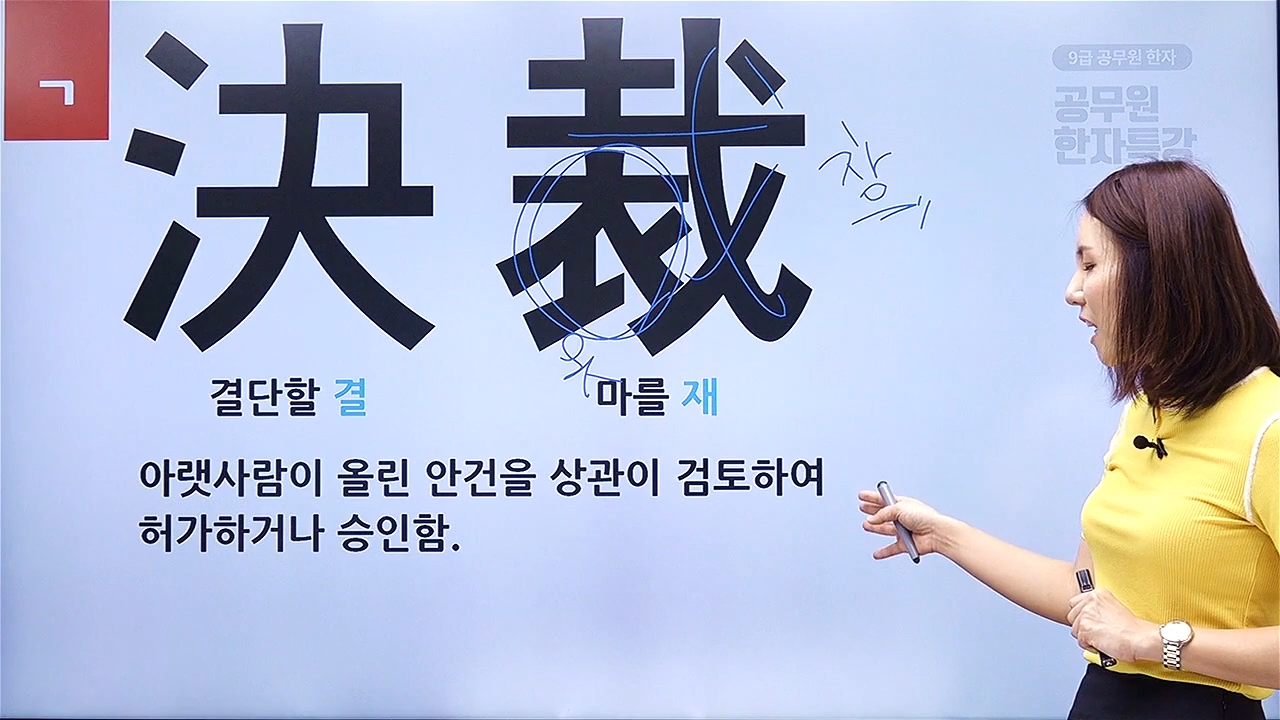 ㄱ
決 裁
9급 공무원 한자
공무원
한자특강
결단할 결
마를 재
옷
아랫사람이 올린 안건을 상관이 검토하여
허가하거나 승인함.